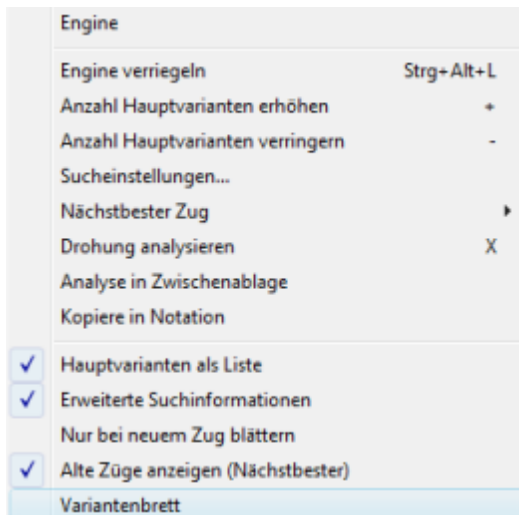 Engine
Engine verriegeln Strg+Alt+L
Anzahl Hauptvarianten erhöhen +
Anzahl Hauptvarianten verringern -
Sucheinstellungen...
Nächstbester Zug
Drohung analysieren X
Analyse in Zwischenablage
Kopiere in Notation
Hauptvarianten als Liste
Erweiterte Suchinformationen
Nur bei neuem Zug blättern
Alte Züge anzeigen (Nächstbester)
Variantenbrett